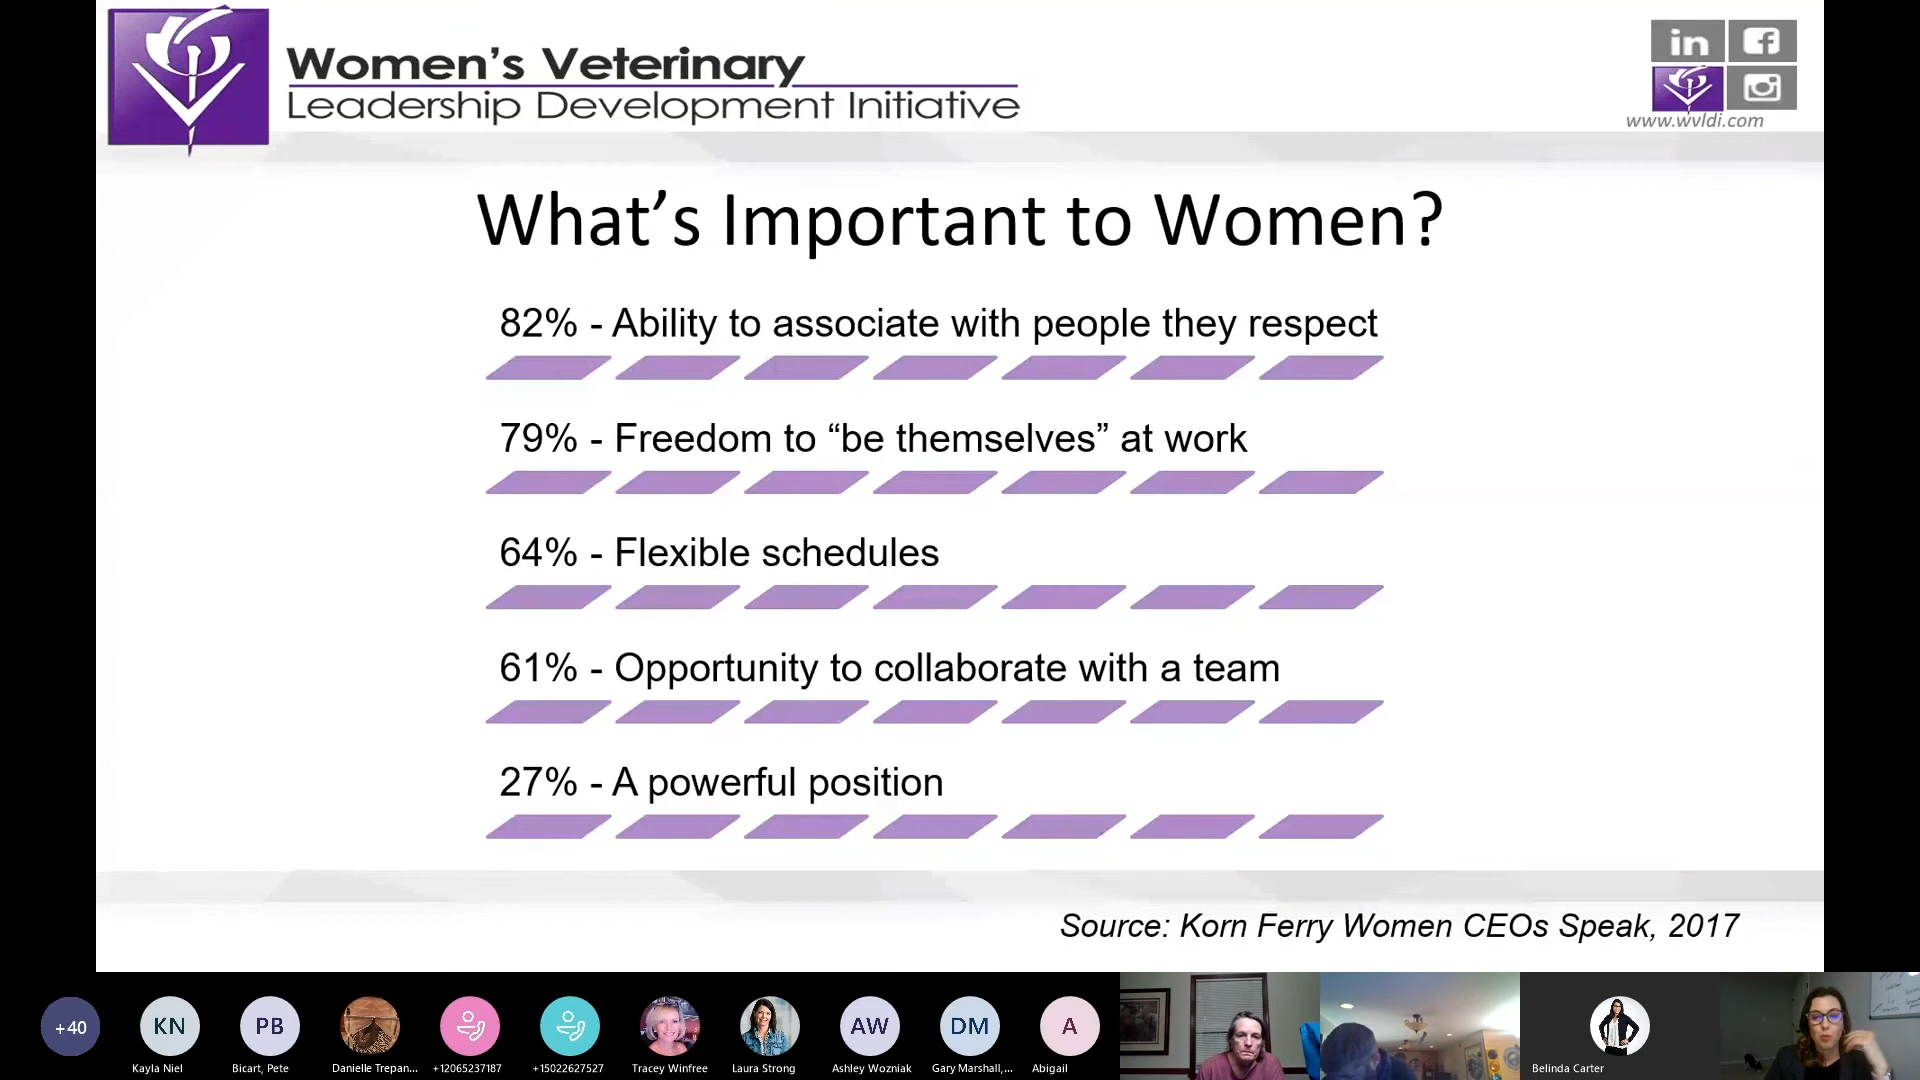 Women's Veterinary
Leadership Development Initiative
in f
www.wvldi.com
What's Important to Women?
82% - Ability to associate with people they respect
79% - Freedom to “be themselves” at work
64% - Flexible schedules
61% - Opportunity to collaborate with a team
27% - A powerful position
Source: Korn Ferry Women CEOs Speak, 2017
+40
KN
PB
AW
DM
A
Kayla Niel
Bicart, Pete
Danielle Trepan...
+12065237187
+15022627527
Tracey Winfree
Laura Strong
Ashley Wozniak
Gary Marshall,...
Abigail
Belinda Carter